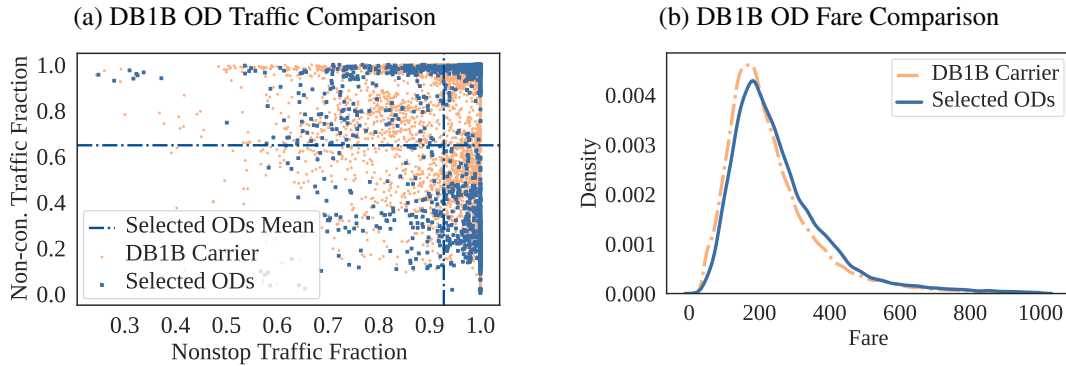 (a) DB1B OD Traffic Comparison
Non-con. Traffic Fraction
1.0
0.8
0.6
0.4
0.2
0.0
Selected ODs Mean
DB1B Carrier
Selected ODs
0.3 0.4 0.5 0.6 0.7 0.8 0.9 1.0
Nonstop Traffic Fraction
(b) DB1B OD Fare Comparison
Density
0.004
0.003
0.002
0.001
0.000
DB1B Carrier
Selected ODs
0 200 400 600 800 1000
Fare